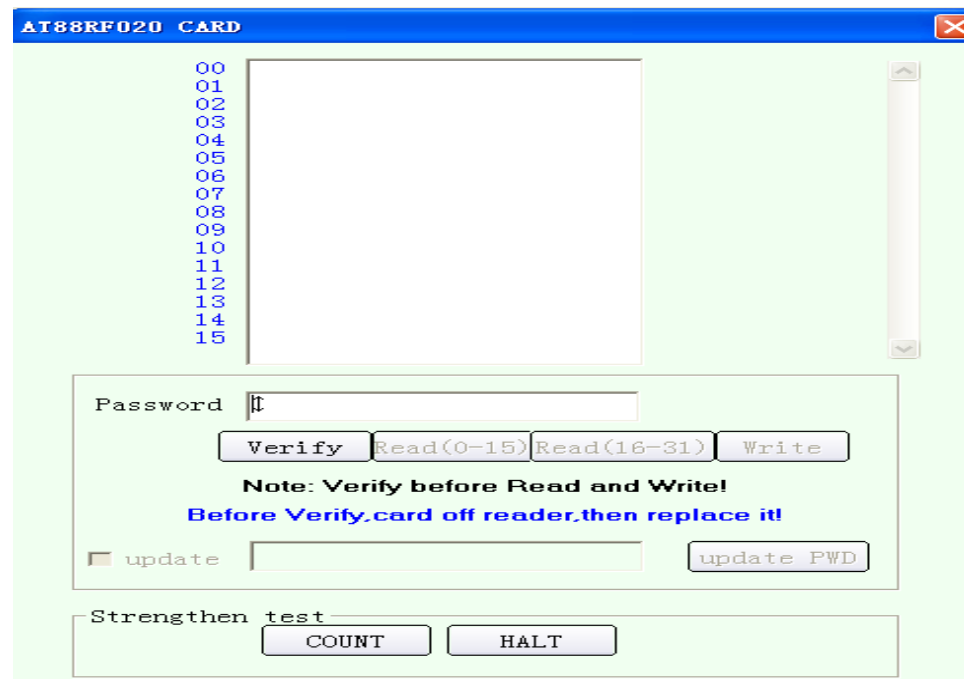 AT88RF020 CARD
00
01
02
03
04
05
06
07
08
09
10
11
12
13
14
15
Password
Verify Read(0-15) Read(16-31) Write
Note: Verify before Read and Write!
Before Verify,card off reader,then replace it!
update update PWD
Strengthen test
COUNT HALT